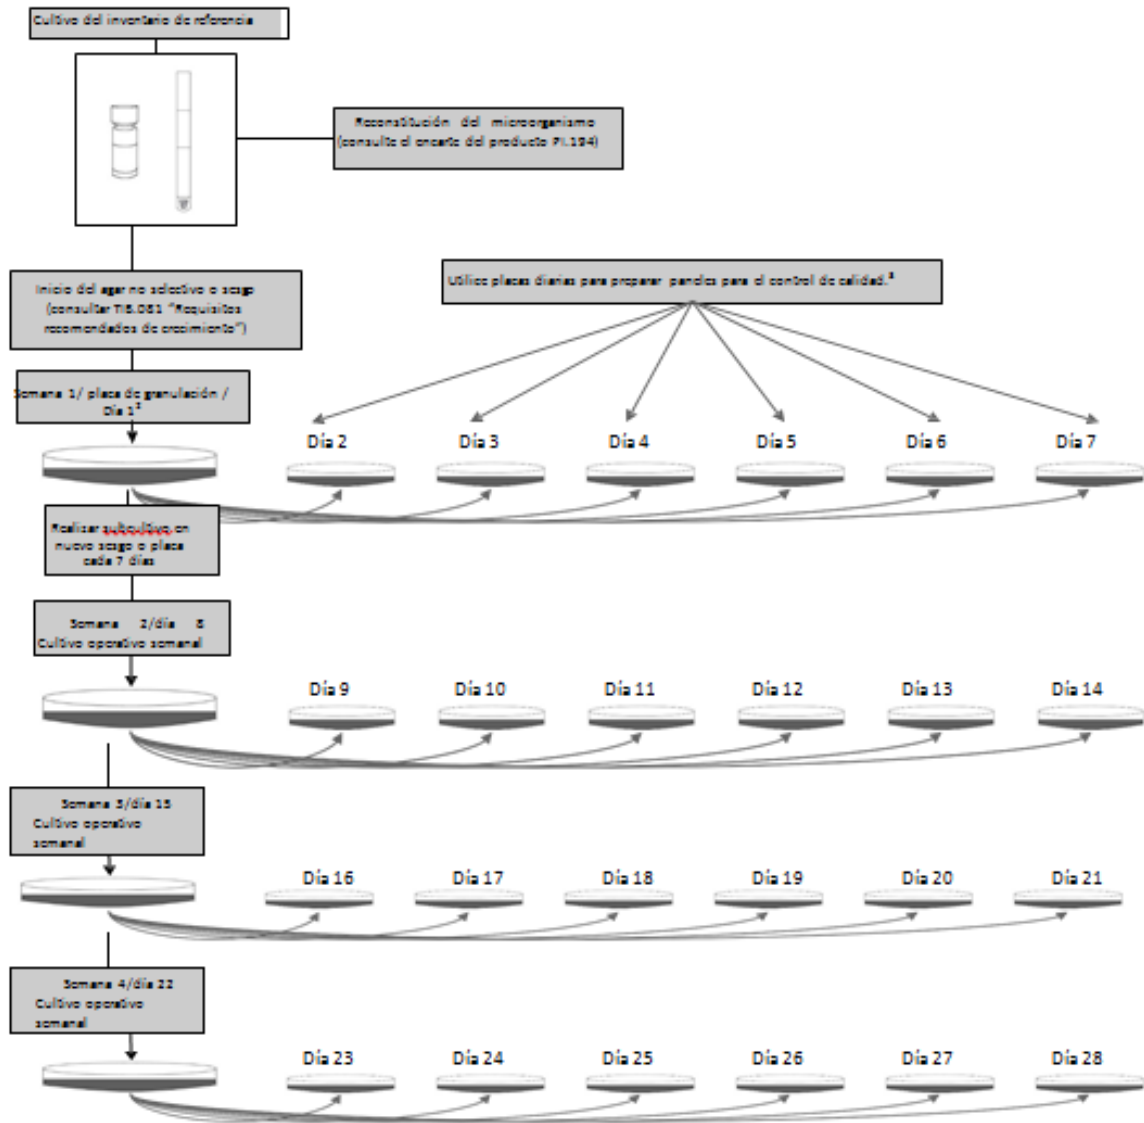 Cultivo del inventario de referencia
Reconstitución del microorganismo
(consulte el encarte del producto PI.194)
Inicio del agar no selectivo o sesgo
(consultar TIB.081 "Requisitos
recomendados de crecimiento")
Utilice placas diarias para preparar paneles para el control de calidad.³
Semana 1/ placa de granulación /
Día 1²
Día 2
Día 3
Día 4
Día 5
Día 6
Día 7
Realizar subcultivo en
nuevo sesgo o placa
cada 7 días
Semana 2/día 8
Cultivo operativo semanal
Día 9
Día 10
Día 11
Día 12
Día 13
Día 14
Semana 3/día 15
Cultivo operativo
semanal
Día 16
Día 17
Día 18
Día 19
Día 20
Día 21
Semana 4/día 22
Cultivo operativo
semanal
Día 23
Día 24
Día 25
Día 26
Día 27
Día 28